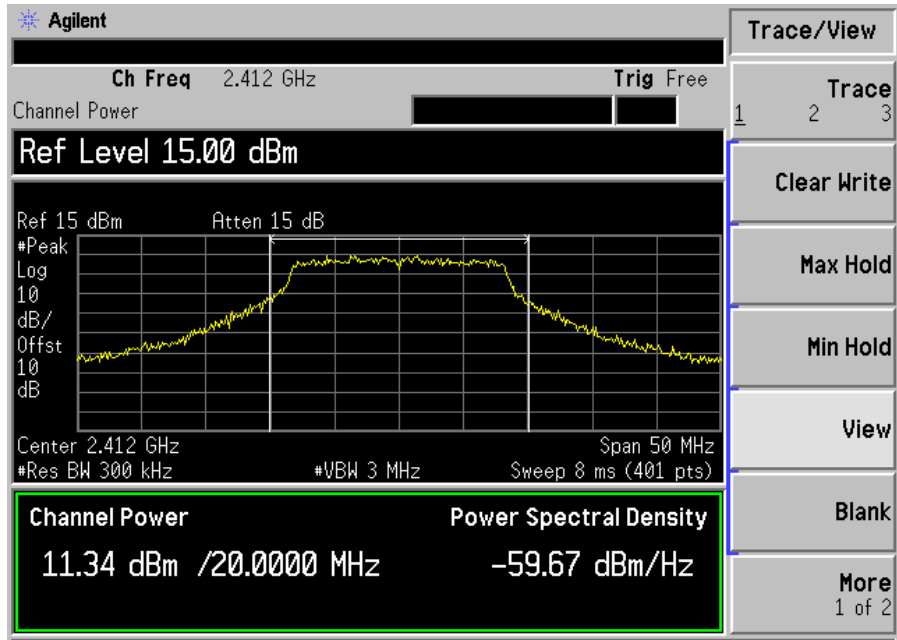 Agilent
Trace/View
Ch Freq 2.412 GHz Trig Free
Channel Power
Trace
1 2 3
Ref Level 15.00 dBm
Clear Write
Ref 15 dBm Atten 15 dB
#Peak
Log
10
dB/
Offst
10
dB
Max Hold
Min Hold
View
Center 2.412 GHz Span 50 MHz
#Res BW 300 kHz #VBW 3 MHz Sweep 8 ms (401 pts)
Channel Power Power Spectral Density
11.34 dBm /20.0000 MHz -59.67 dBm/Hz
Blank
More
1 of 2